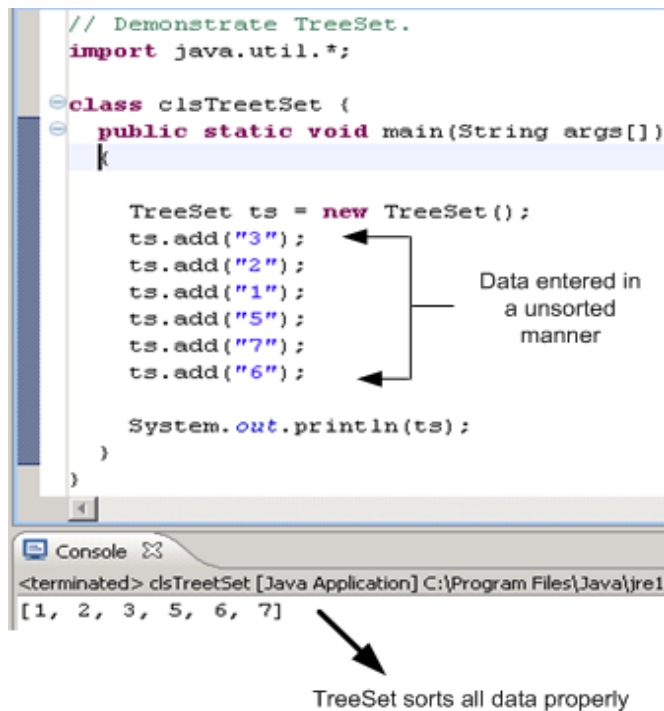 // Demonstrate TreeSet.
import java.util.*;
class clsTreetSet {
public static void main(String args[])
{
TreeSet ts = new TreeSet();
ts.add("3");
ts.add("2");
ts.add("1");
ts.add("5");
ts.add("7");
ts.add("6");
Data entered in
a unsorted
manner
System.out.println(ts);
}
}
Console
<terminated> clsTreetSet [Java Application] C:\Program Files\Java\jre1
[1, 2, 3, 5, 6, 7]
TreeSet sorts all data properly